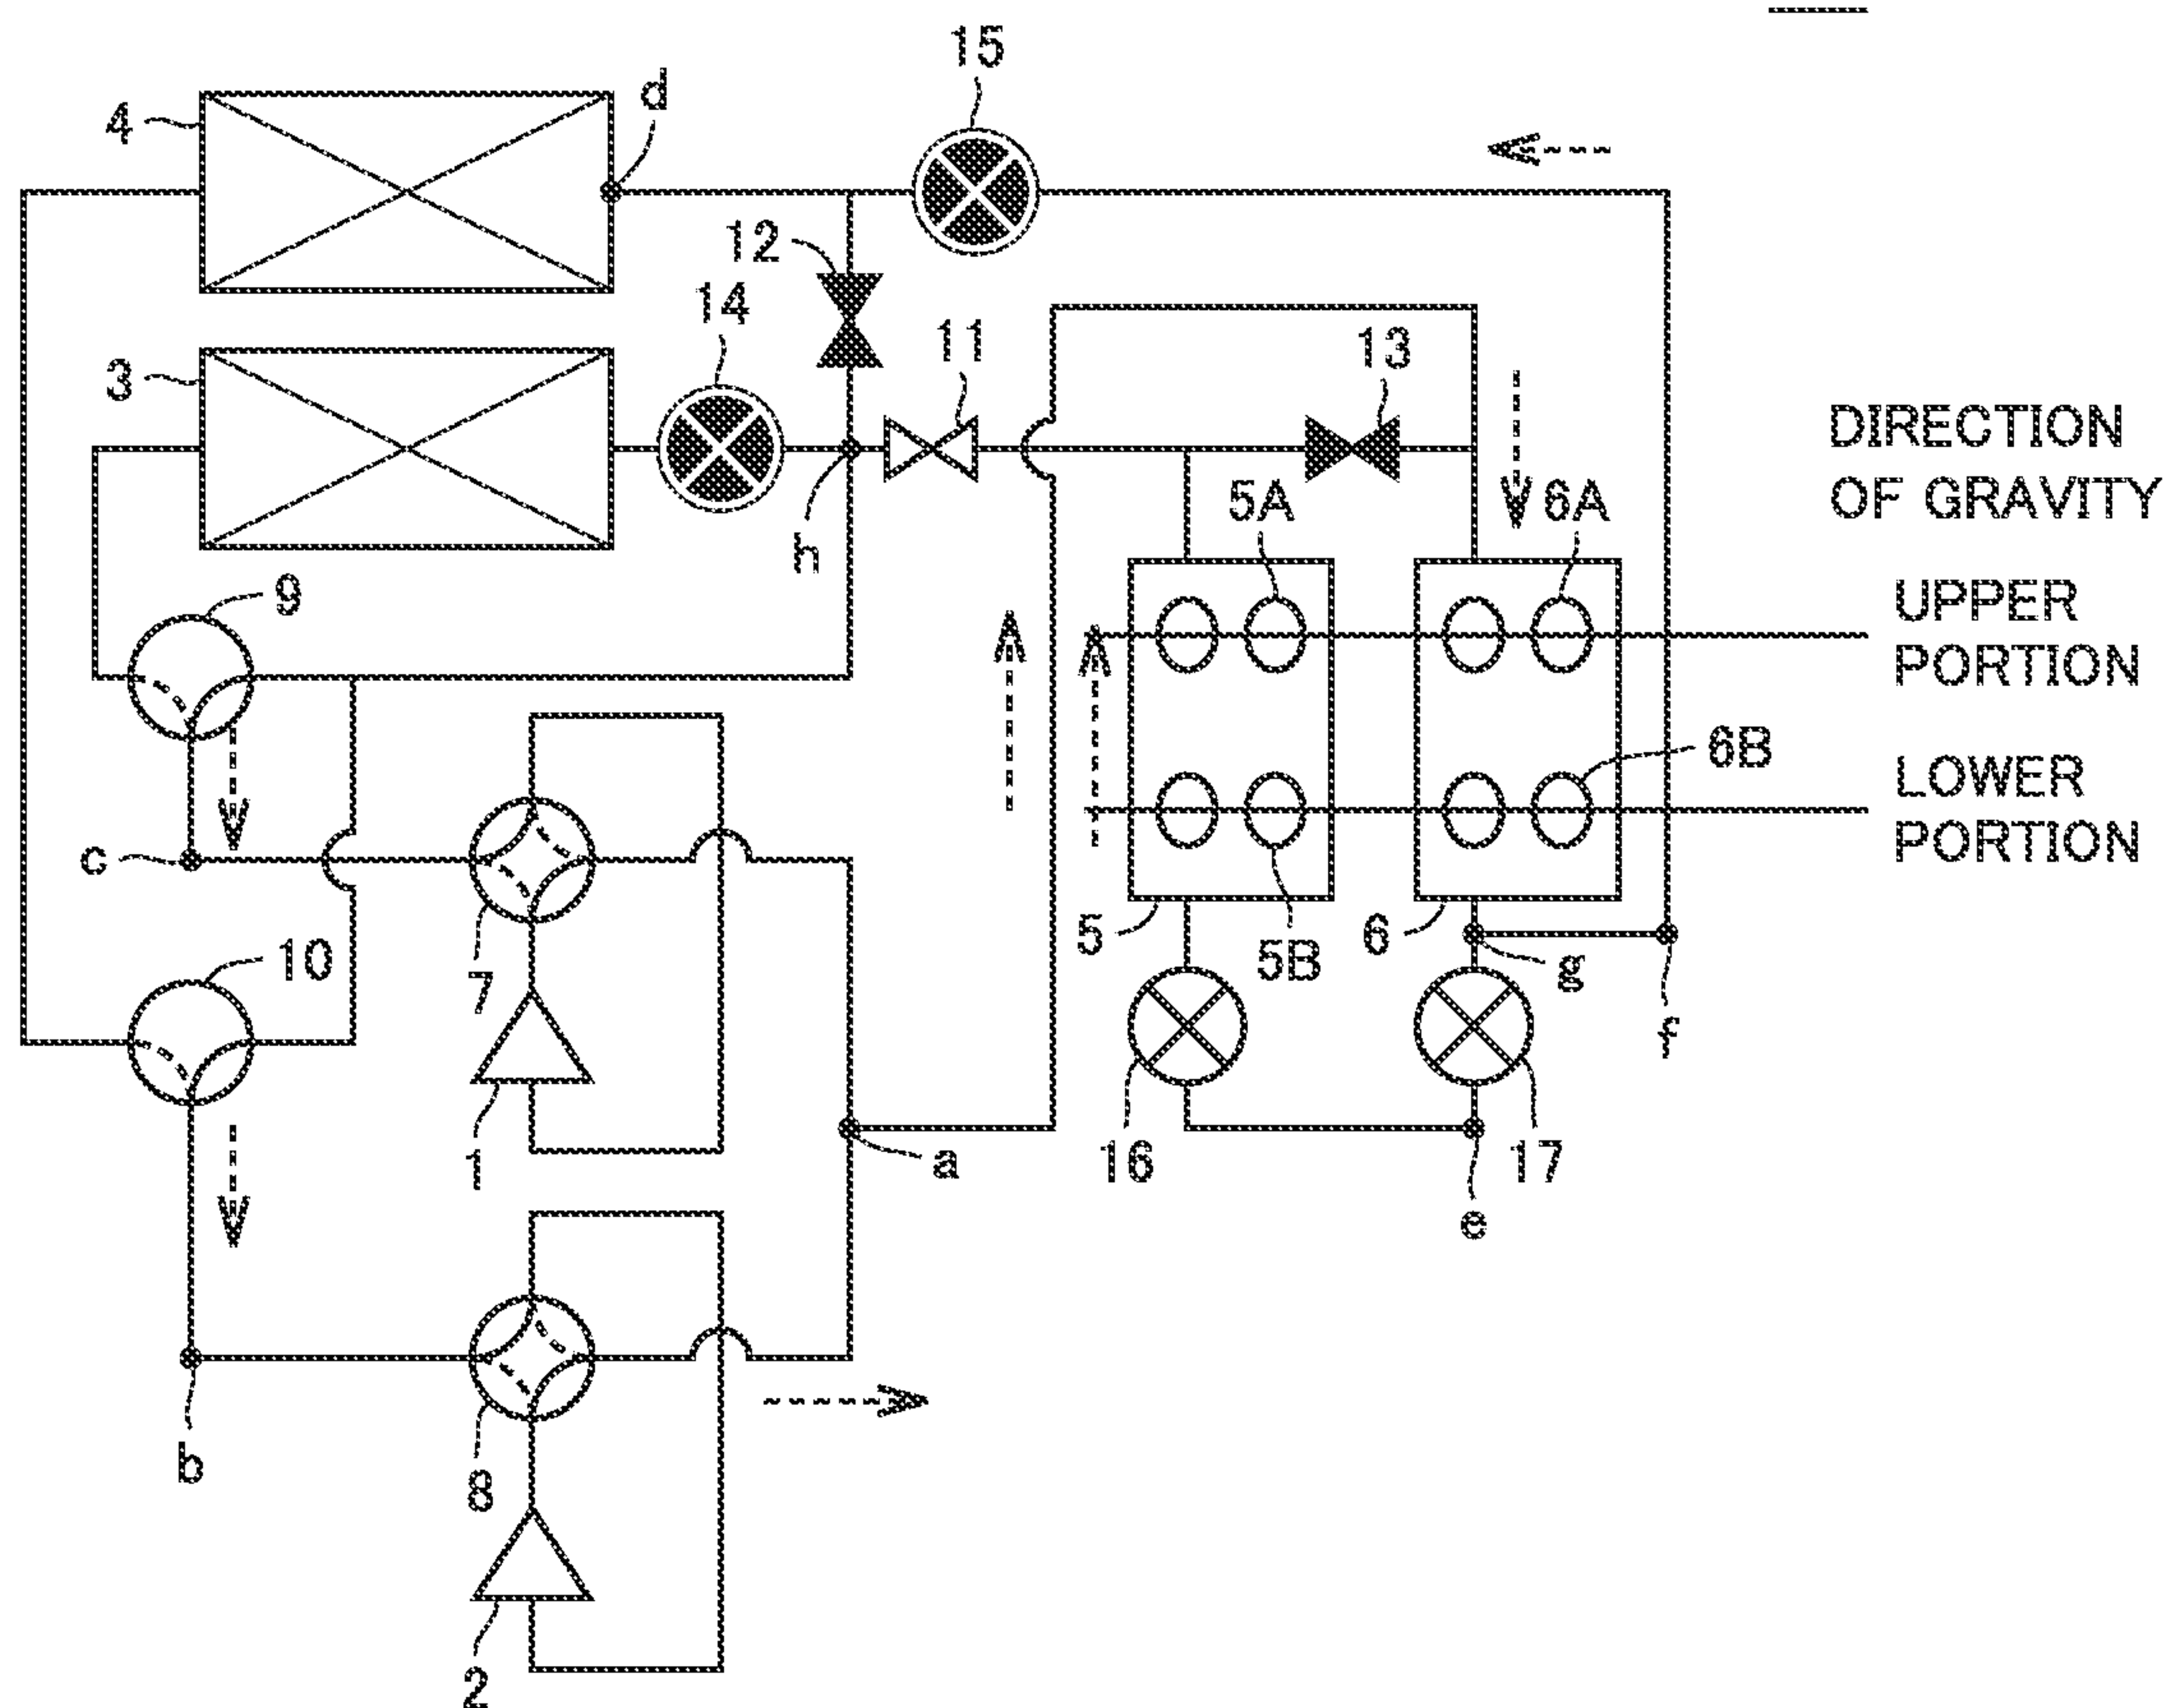 15
d
4
12
14
11
13
3
DIRECTION
OF GRAVITY
5A
6A
h
9
UPPER
PORTION
6B
LOWER
PORTION
c
5
6
10
7
5B
g
f
1
a
16
17
e
b
8
2